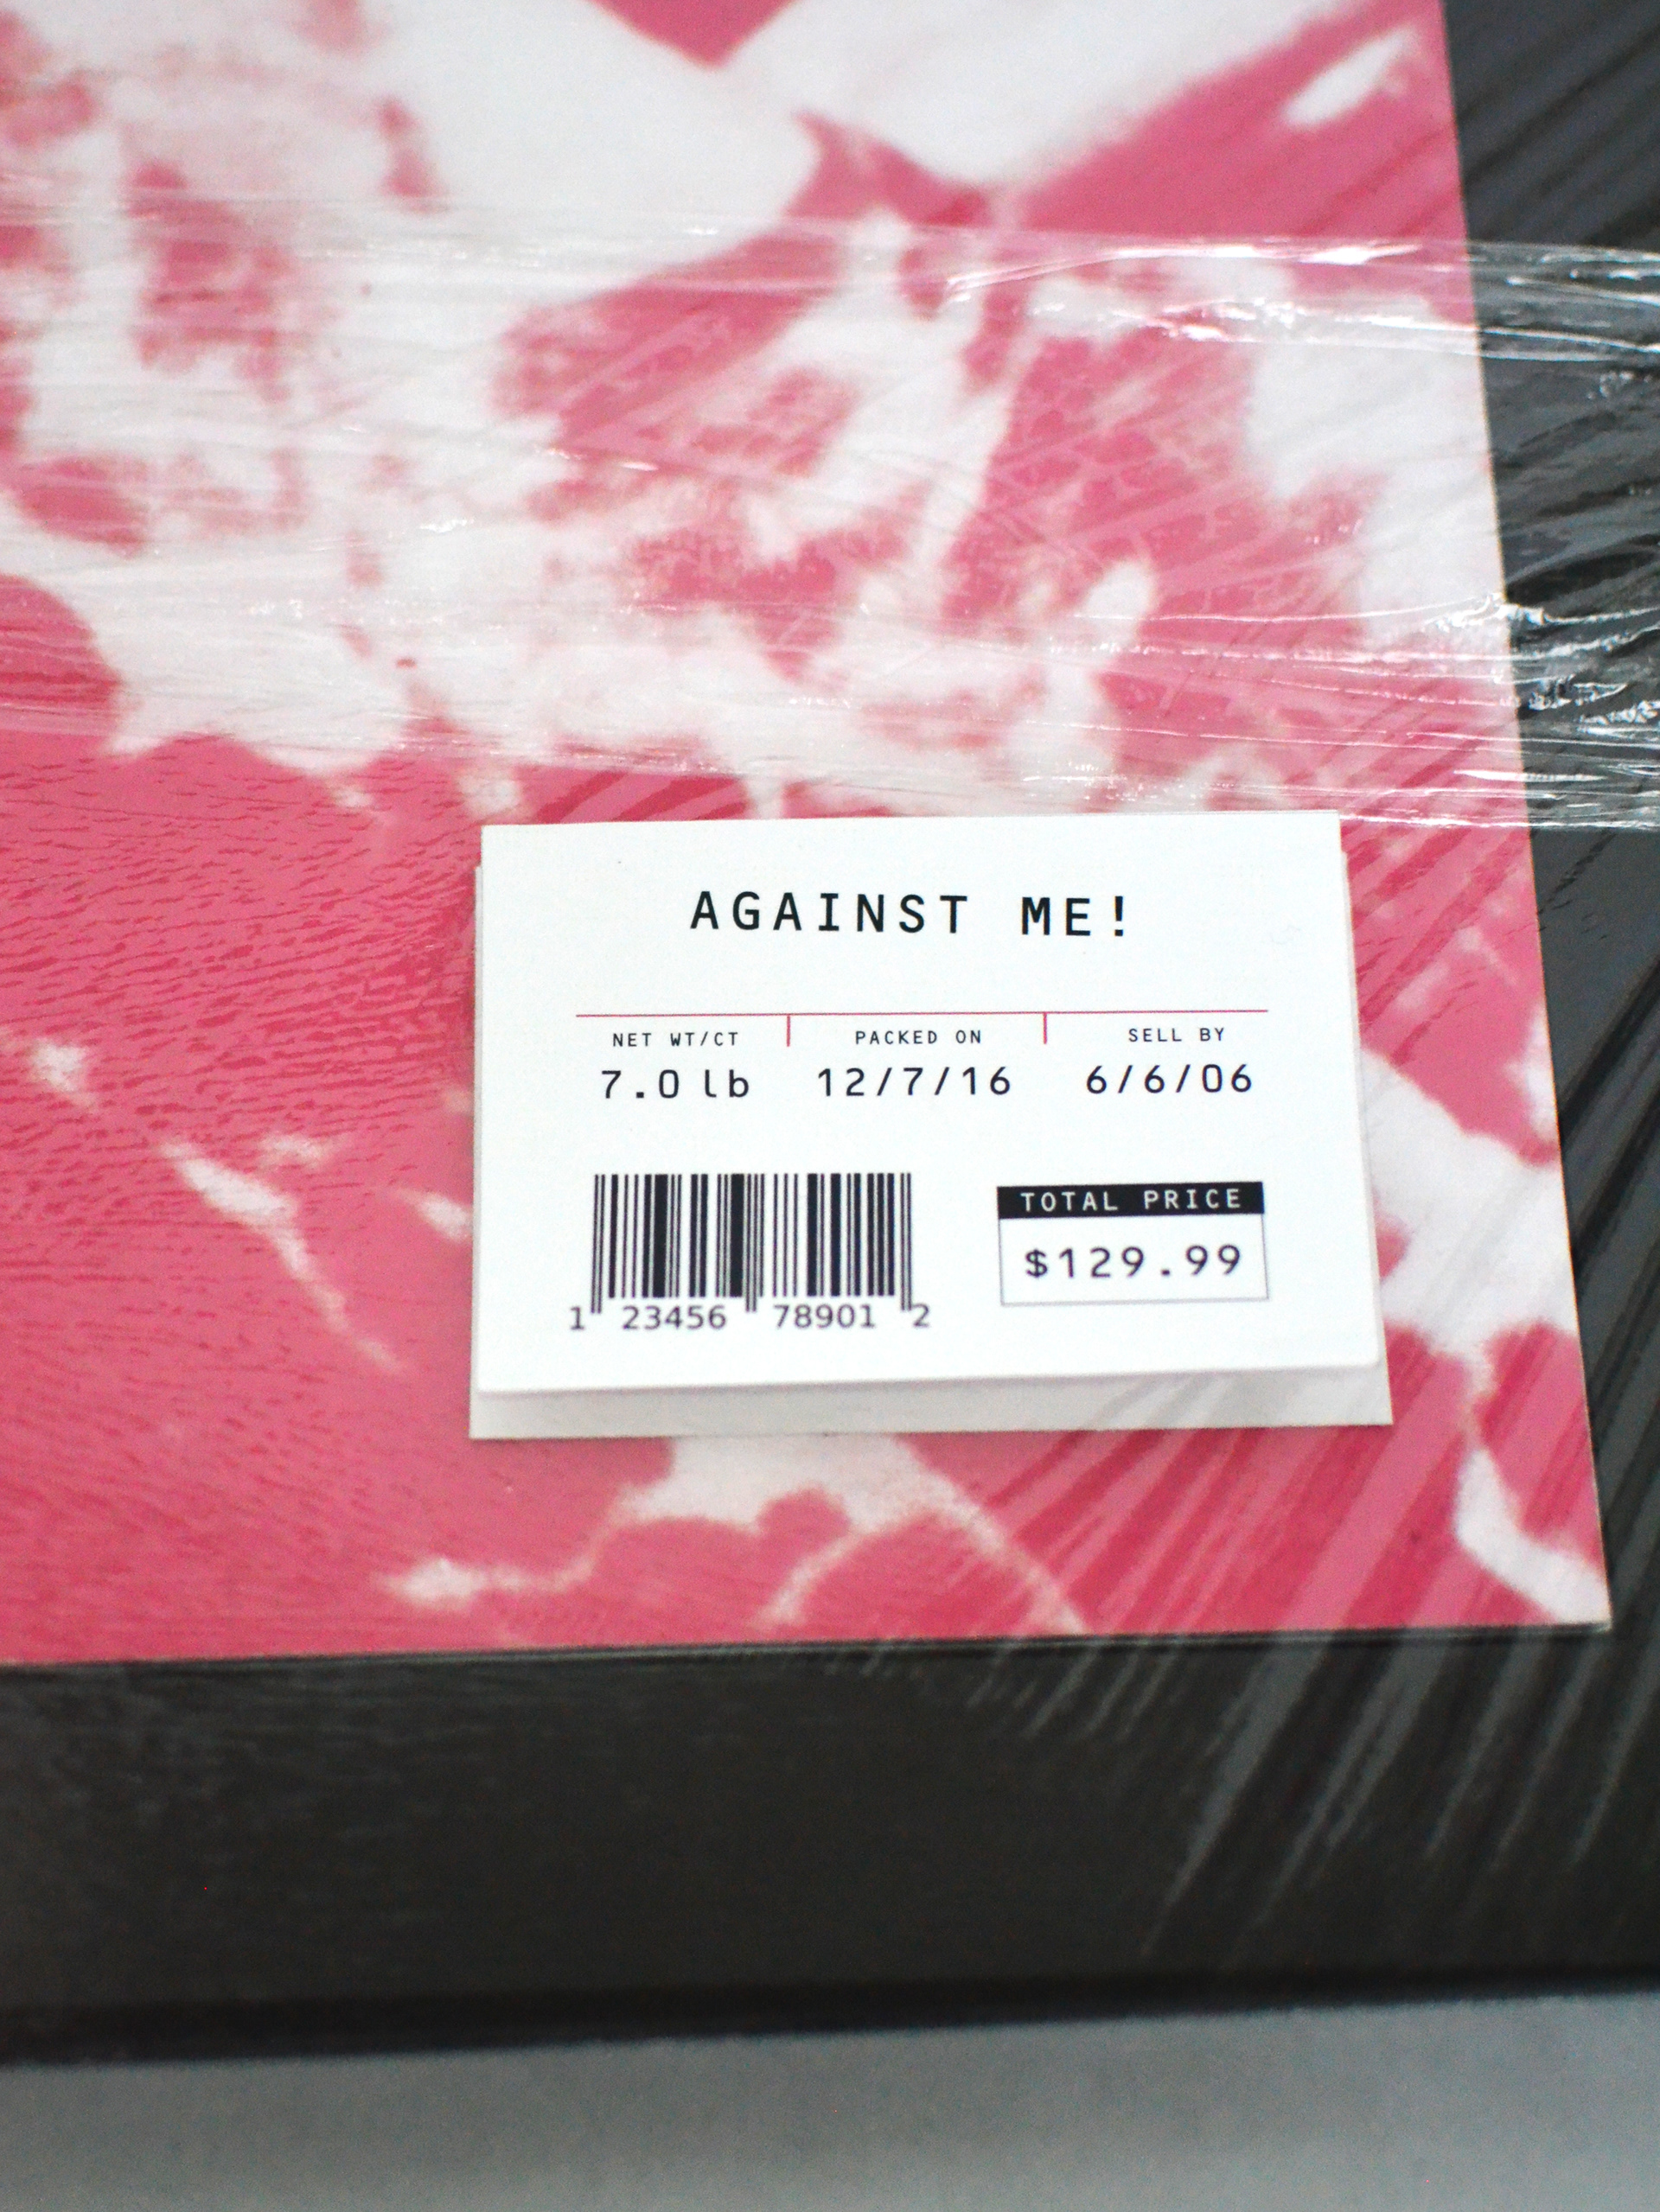 AGAINST ME!
NET WT/CT PACKED ON SELL BY
7.0 lb 12/7/16 6/6/06
TOTAL PRICE
$129.99
1 23456 78901 2